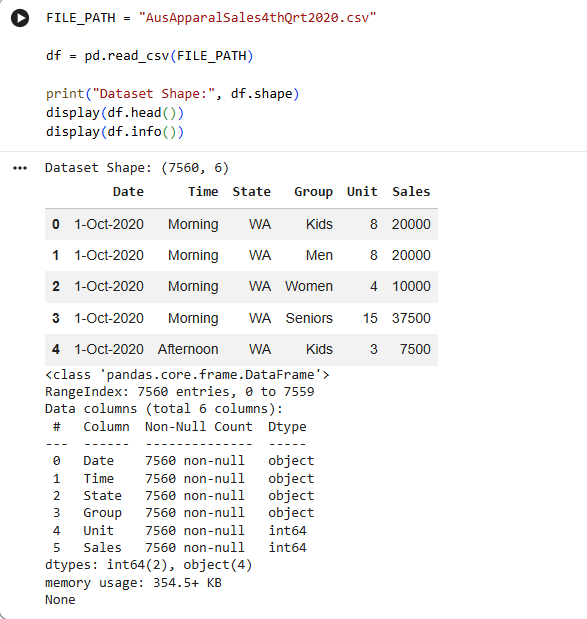 FILE_PATH = "AusApparalSales4thQrt2020.csv"
df = pd.read_csv(FILE_PATH)
print("Dataset Shape:", df.shape)
display(df.head())
display(df.info())
Dataset Shape: (7560, 6)
Date Time State Group Unit Sales
0 1-Oct-2020 Morning WA Kids 8 20000
1 1-Oct-2020 Morning WA Men 8 20000
2 1-Oct-2020 Morning WA Women 4 10000
3 1-Oct-2020 Morning WA Seniors 15 37500
4 1-Oct-2020 Afternoon WA Kids 3 7500
<class 'pandas.core.frame.DataFrame'>
RangeIndex: 7560 entries, 0 to 7559
Data columns (total 6 columns):
 #   Column  Non-Null Count  Dtype
---  ------  --------------  -----
 0   Date    7560 non-null   object
 1   Time    7560 non-null   object
 2   State   7560 non-null   object
 3   Group   7560 non-null   object
 4   Unit    7560 non-null   int64
 5   Sales   7560 non-null   int64
dtypes: int64(2), object(4)
memory usage: 354.5+ KB
None